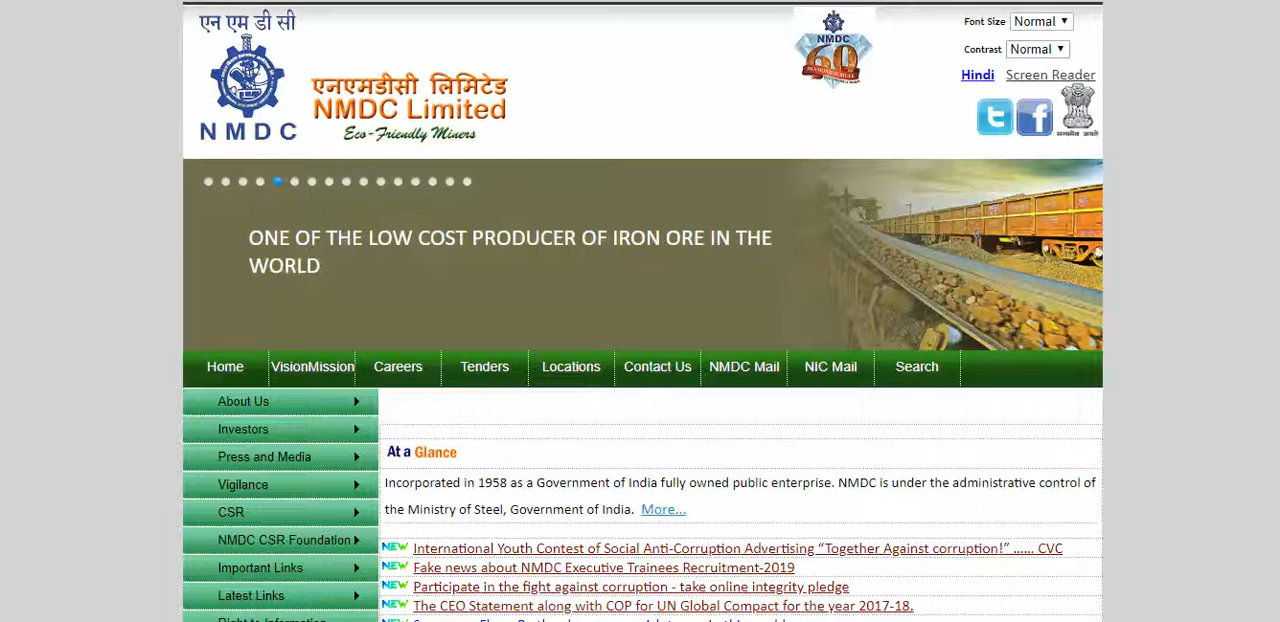 एन एम डी सी
NMDC
एनएमडीसी लिमिटेड
NMDC Limited
Eco-Friendly Miners
NMDC
60
DIAMOND JUBILEE
Font Size Normal
Contrast Normal
Hindi Screen Reader
सत्यमेव जयते
ONE OF THE LOW COST PRODUCER OF IRON ORE IN THE
WORLD
Home VisionMission Careers Tenders Locations Contact Us NMDC Mail NIC Mail Search
About Us
Investors
Press and Media
Vigilance
CSR
NMDC CSR Foundation
Important Links
Latest Links
At a Glance
Incorporated in 1958 as a Government of India fully owned public enterprise. NMDC is under the administrative control of
the Ministry of Steel, Government of India. More...
NEW International Youth Contest of Social Anti-Corruption Advertising “Together Against corruption!” ...... CVC
NEW Fake news about NMDC Executive Trainees Recruitment-2019
NEW Participate in the fight against corruption - take online integrity pledge
NEW The CEO Statement along with COP for UN Global Compact for the year 2017-18.